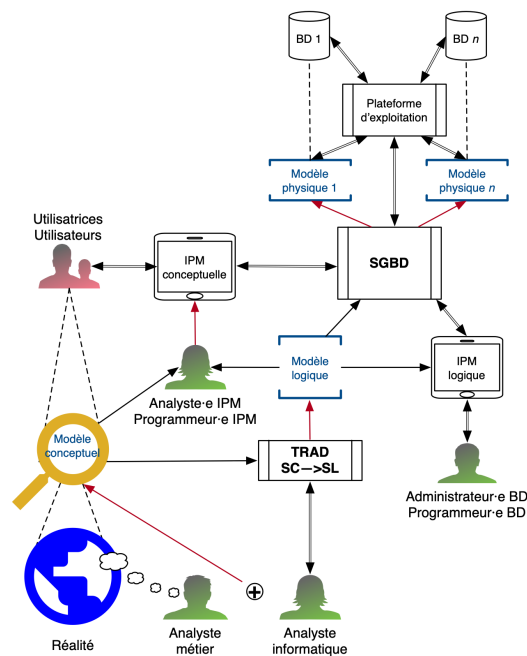 BD 1
BD n
Plateforme
d'exploitation
Modèle
physique 1
Modèle
physique n
Utilisatrices
Utilisateurs
IPM
conceptuelle
SGBD
Modèle
logique
IPM
logique
Analyste·e IPM
Programmeur·e IPM
Modèle
conceptuel
TRAD
SC—>SL
Administrateur·e BD
Programmeur·e BD
Réalité
Analyste
métier
Analyste
informatique